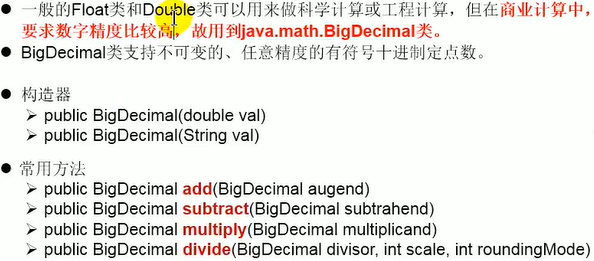 ● 一般的Float类和Double类可以用来做科学计算或工程计算，但在商业计算中，
要求数字精度比较高，故用到java.math.BigDecimal类。
● BigDecimal类支持不可变的、任意精度的有符号十进制定点数。
● 构造器
➢ public BigDecimal(double val)
➢ public BigDecimal(String val)
● 常用方法
➢ public BigDecimal add(BigDecimal augend)
➢ public BigDecimal subtract(BigDecimal subtrahend)
➢ public BigDecimal multiply(BigDecimal multiplicand)
➢ public BigDecimal divide(BigDecimal divisor, int scale, int roundingMode)